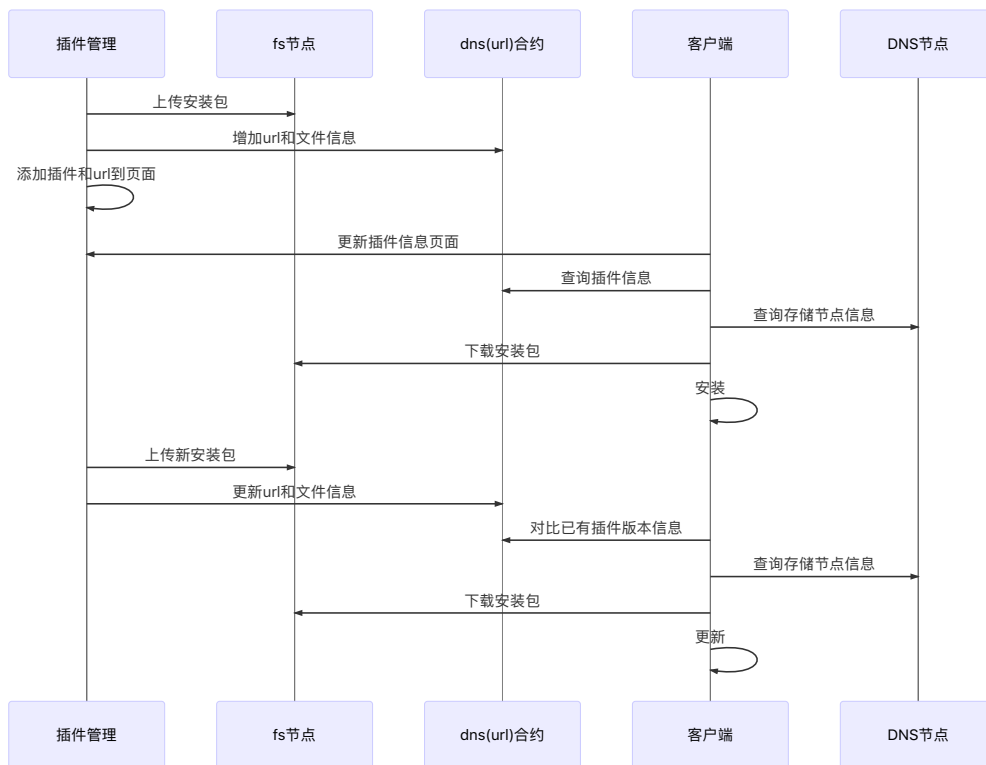 插件管理
fs节点
dns(url)合约
客户端
DNS节点
上传安装包
增加url和文件信息
添加插件和url到页面
更新插件信息页面
查询插件信息
查询存储节点信息
下载安装包
安装
上传新安装包
更新url和文件信息
对比已有插件版本信息
查询存储节点信息
下载安装包
更新
插件管理
fs节点
dns(url)合约
客户端
DNS节点